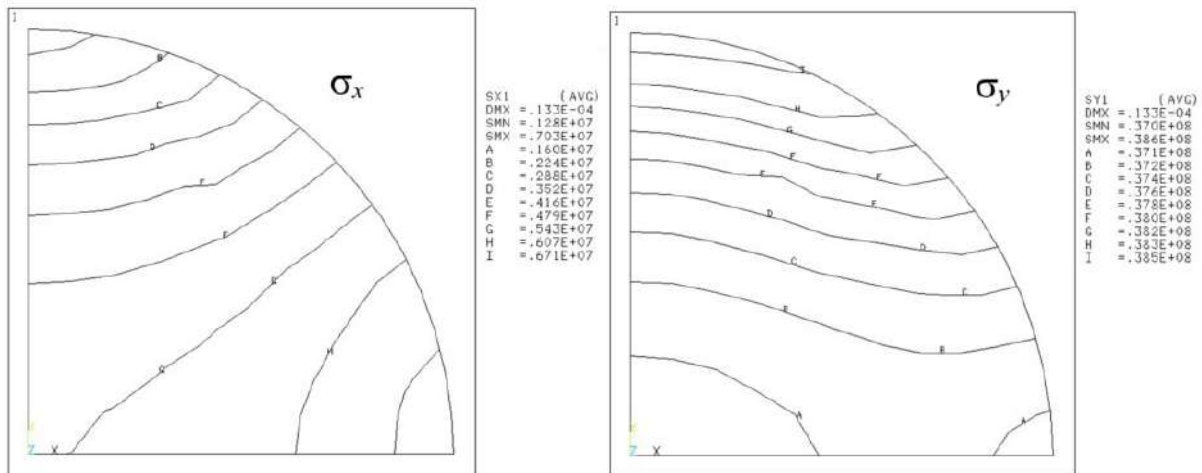 1
σx
SX1 (AVG)
DMX =.133E-04
SMN =.128E+07
SMX =.703E+07
A =.160E+07
B =.224E+07
C =.288E+07
D =.352E+07
E =.416E+07
F =.479E+07
G =.543E+07
H =.607E+07
I =.671E+07
B
C
D
F
G
H
Z X
1
σy
SY1 (AVG)
DMX =.133E-04
SMN =.370E+08
SMX =.386E+08
A =.371E+08
B =.372E+08
C =.374E+08
D =.376E+08
E =.378E+08
F =.380E+08
G =.382E+08
H =.383E+08
I =.385E+08
I
H
G
F
F
E
D
D
C
C
B
A
A
Z X